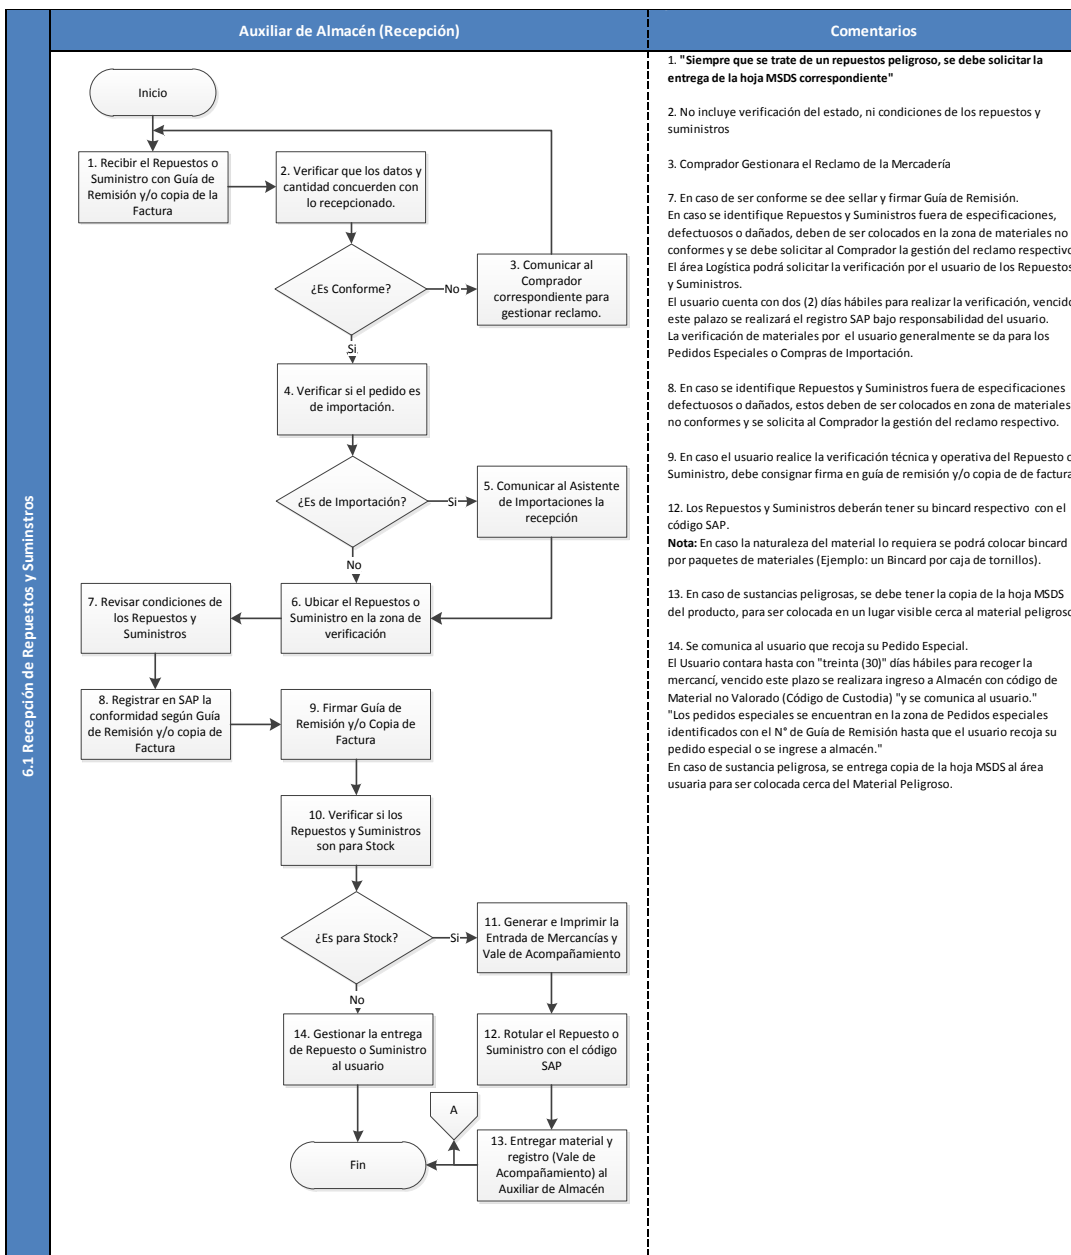 Auxiliar de Almacén (Recepción)
Comentarios
6.1 Recepción de Repuestos y Suminstros
Inicio
1. Recibir el Repuestos o
Suministro con Guía de
Remisión y/o copia de la
Factura
2. Verificar que los datos y
cantidad concuerden con
lo recepcionado.
¿Es Conforme?
No
3. Comunicar al
Comprador
correspondiente para
gestionar reclamo.
Si
4. Verificar si el pedido es
de importación.
¿Es de Importación?
Si
5. Comunicar al Asistente
de Importaciones la
recepción
No
7. Revisar condiciones de
los Repuestos y
Suministros
6. Ubicar el Repuestos o
Suministro en la zona de
verificación
8. Registrar en SAP la
conformidad según Guía
de Remisión y/o copia de
Factura
9. Firmar Guía de
Remisión y/o Copia de
Factura
10. Verificar si los
Repuestos y Suministros
son para Stock
¿Es para Stock?
Si
11. Generar e Imprimir la
Entrada de Mercancías y
Vale de Acompañamiento
No
14. Gestionar la entrega
de Repuesto o Suministro
al usuario
12. Rotular el Repuesto o
Suministro con el código
SAP
A
Fin
13. Entregar material y
registro (Vale de
Acompañamiento) al
Auxiliar de Almacén
1. "Siempre que se trate de un repuestos peligroso, se debe solicitar la
entrega de la hoja MSDS correspondiente"
2. No incluye verificación del estado, ni condiciones de los repuestos y
suministros
3. Comprador Gestionara el Reclamo de la Mercadería
7. En caso de ser conforme se dee sellar y firmar Guía de Remisión.
En caso se identifique Repuestos y Suministros fuera de especificaciones,
defectuosos o dañados, deben de ser colocados en la zona de materiales no
conformes y se debe solicitar al Comprador la gestión del reclamo respectivo
El área Logística podrá solicitar la verificación por el usuario de los Repuestos
y Suministros.
El usuario cuenta con dos (2) días hábiles para realizar la verificación, vencido
este palazo se realizará el registro SAP bajo responsabilidad del usuario.
La verificación de materiales por el usuario generalmente se da para los
Pedidos Especiales o Compras de Importación.
8. En caso se identifique Repuestos y Suministros fuera de especificaciones
defectuosos o dañados, estos deben de ser colocados en zona de materiales
no conformes y se solicita al Comprador la gestión del reclamo respectivo.
9. En caso el usuario realice la verificación técnica y operativa del Repuesto o
Suministro, debe consignar firma en guía de remisión y/o copia de de factura
12. Los Repuestos y Suministros deberán tener su bincard respectivo con el
código SAP.
Nota: En caso la naturaleza del material lo requiera se podrá colocar bincard
por paquetes de materiales (Ejemplo: un Bincard por caja de tornillos).
13. En caso de sustancias peligrosas, se debe tener la copia de la hoja MSDS
del producto, para ser colocada en un lugar visible cerca al material peligroso
14. Se comunica al usuario que recoja su Pedido Especial.
El Usuario contara hasta con "treinta (30)" días hábiles para recoger la
mercancí, vencido este plazo se realizara ingreso a Almacén con código de
Material no Valorado (Código de Custodia) "y se comunica al usuario."
"Los pedidos especiales se encuentran en la zona de Pedidos especiales
identificados con el N° de Guía de Remisión hasta que el usuario recoja su
pedido especial o se ingrese a almacén."
En caso de sustancia peligrosa, se entrega copia de la hoja MSDS al área
usuaria para ser colocada cerca del Material Peligroso.